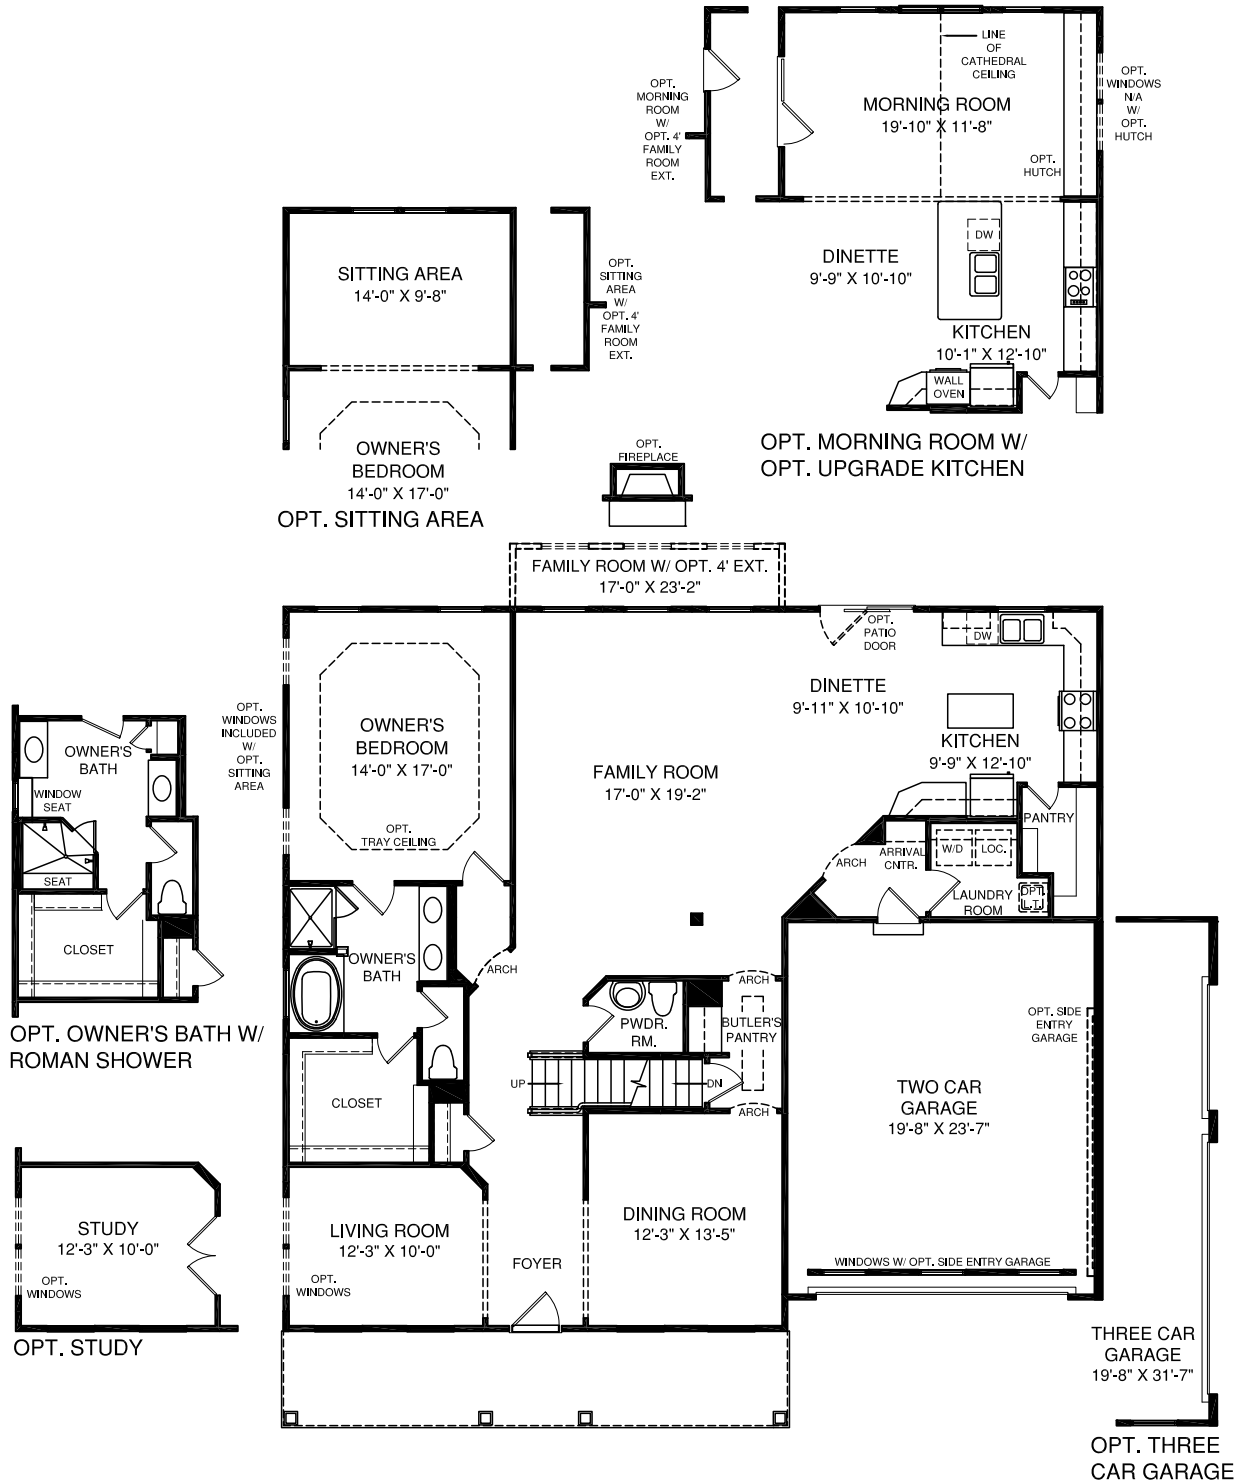 LINE
OF
CATHEDRAL
CEILING
OPT.
MORNING
ROOM
W/
OPT. 4'
FAMILY
ROOM
EXT.
MORNING ROOM
19'-10" X 11'-8"
OPT.
WINDOWS
N/A
W/
OPT.
HUTCH
OPT.
HUTCH
DW
DINETTE
9'-9" X 10'-10"
KITCHEN
10'-1" X 12'-10"
WALL
OVEN
OPT. MORNING ROOM W/
OPT. UPGRADE KITCHEN
SITTING AREA
14'-0" X 9'-8"
OPT.
SITTING
AREA
W/
OPT. 4'
FAMILY
ROOM
EXT.
OWNER'S
BEDROOM
14'-0" X 17'-0"
OPT. SITTING AREA
OPT.
FIREPLACE
FAMILY ROOM W/ OPT. 4' EXT.
17'-0" X 23'-2"
OPT.
PATIO
DOOR
DW
DINETTE
9'-11" X 10'-10"
KITCHEN
9'-9" X 12'-10"
OPT.
WINDOWS
INCLUDED
W/
OPT.
SITTING
AREA
OWNER'S
BEDROOM
14'-0" X 17'-0"
OPT.
TRAY CEILING
FAMILY ROOM
17'-0" X 19'-2"
PANTRY
ARCH
ARRIVAL
CNTR.
W/D
LOC.
LAUNDRY
ROOM
OPT.
L.T.
OWNER'S
BATH
WINDOW
SEAT
SEAT
CLOSET
OPT. OWNER'S BATH W/
ROMAN SHOWER
OWNER'S
BATH
ARCH
CLOSET
PWDR.
RM.
ARCH
BUTLER'S
PANTRY
UP
DN
ARCH
OPT. SIDE
ENTRY
GARAGE
TWO CAR
GARAGE
19'-8" X 23'-7"
WINDOWS W/ OPT. SIDE ENTRY GARAGE
STUDY
12'-3" X 10'-0"
OPT.
WINDOWS
OPT. STUDY
LIVING ROOM
12'-3" X 10'-0"
OPT.
WINDOWS
FOYER
DINING ROOM
12'-3" X 13'-5"
THREE CAR
GARAGE
19'-8" X 31'-7"
OPT. THREE
CAR GARAGE